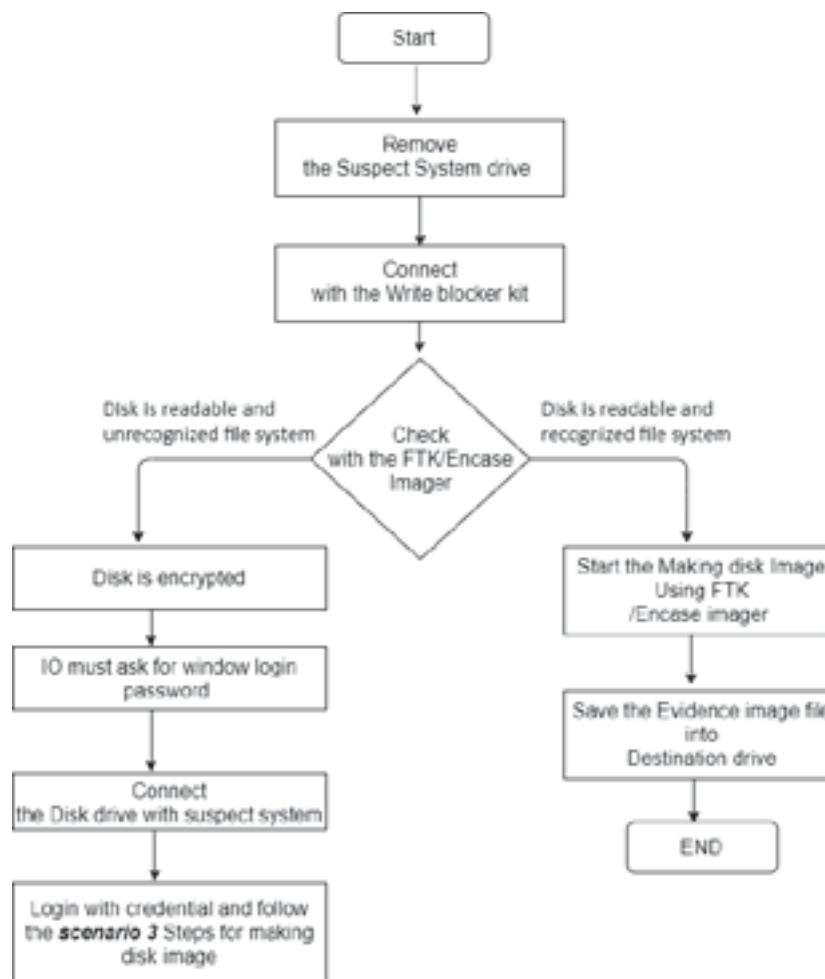 Start
Remove
the Suspect System drive
Connect
with the Write blocker kit
Disk is readable and
unrecognized file system
Check
with the FTK/Encase
Imager
Disk is readable and
recognized file system
Disk is encrypted
IO must ask for window login
password
Connect
the Disk drive with suspect system
Login with credential and follow
the scenario 3 Steps for making
disk image
Start the Making disk Image
Using FTK
/Encase imager
Save the Evidence image file
into
Destination drive
END